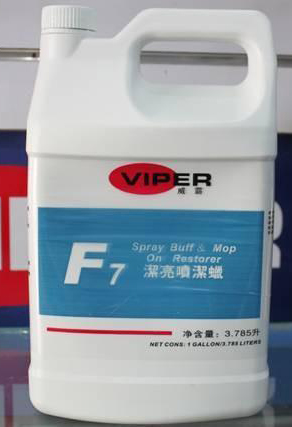 VIPER
威霸
F7
Spray Buff & Mop
On Restorer
潔亮噴潔蠟
净含量：3.785升
NET CONS: 1 GALLON/3.785 LITERS